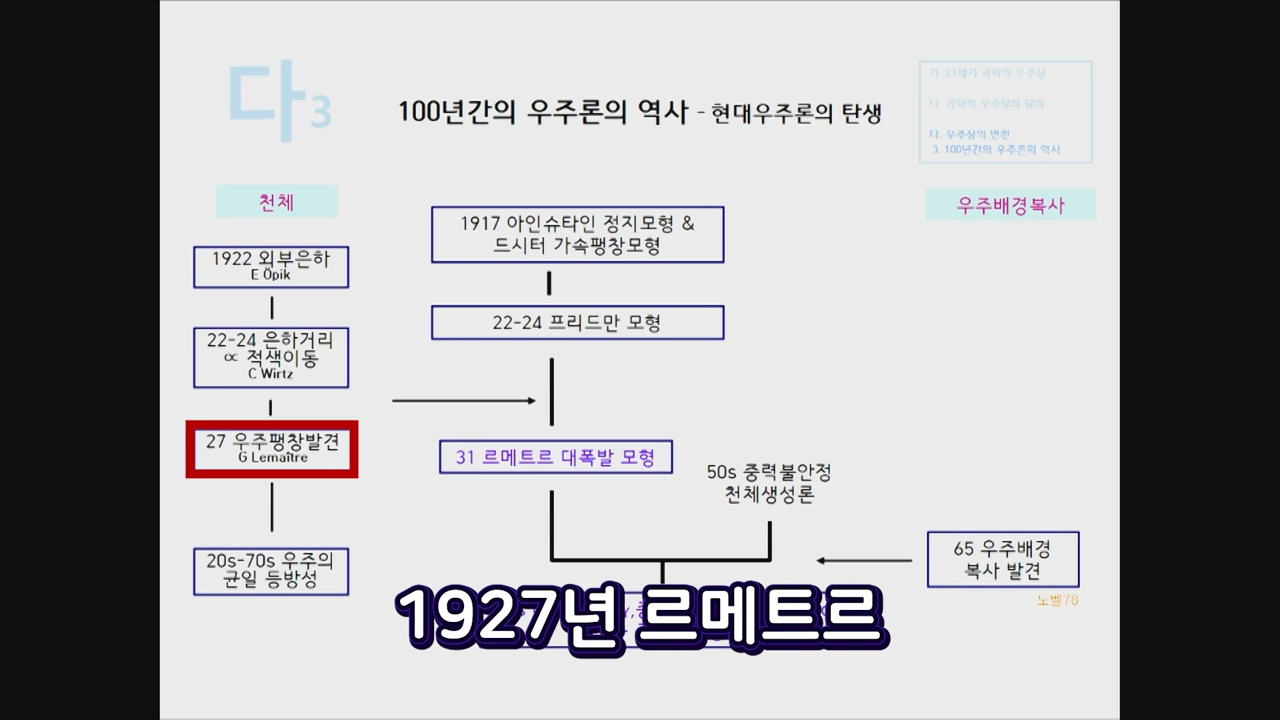 다3
100년간의 우주론의 역사 - 현대우주론의 탄생
가. 21세기 과학의 우주상
나. 과학적 우주상의 담의
다. 우주상의 변천
3. 100년간의 우주론의 역사
천체
우주배경복사
1917 아인슈타인 정지모형 &
드시터 가속팽창모형
1922 외부은하
E Öpik
22-24 프리드만 모형
22-24 은하거리
∝ 적색이동
C Wirtz
27 우주팽창발견
G Lemaître
31 르메트르 대폭발 모형
50s 중력불안정
천체생성론
20s-70s 우주의
균일 등방성
65 우주배경
복사 발견
노벨78
1927년 르메트르